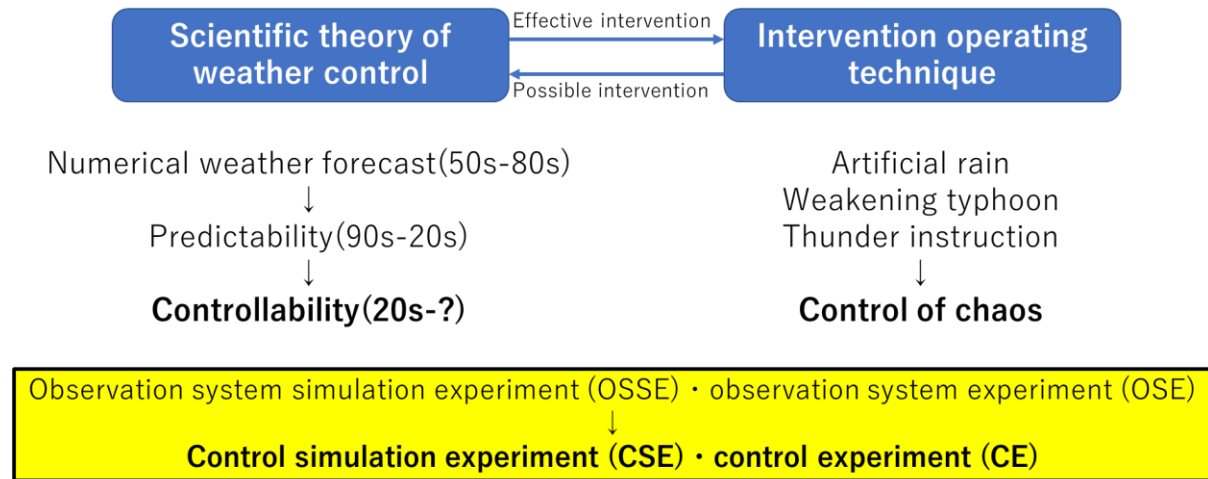 Scientific theory of
weather control
Effective intervention
Possible intervention
Intervention operating
technique
Numerical weather forecast(50s-80s)
↓
Predictability(90s-20s)
↓
Controllability(20s-?)
Artificial rain
Weakening typhoon
Thunder instruction
↓
Control of chaos
Observation system simulation experiment (OSSE)・observation system experiment (OSE)
↓
Control simulation experiment (CSE)・control experiment (CE)